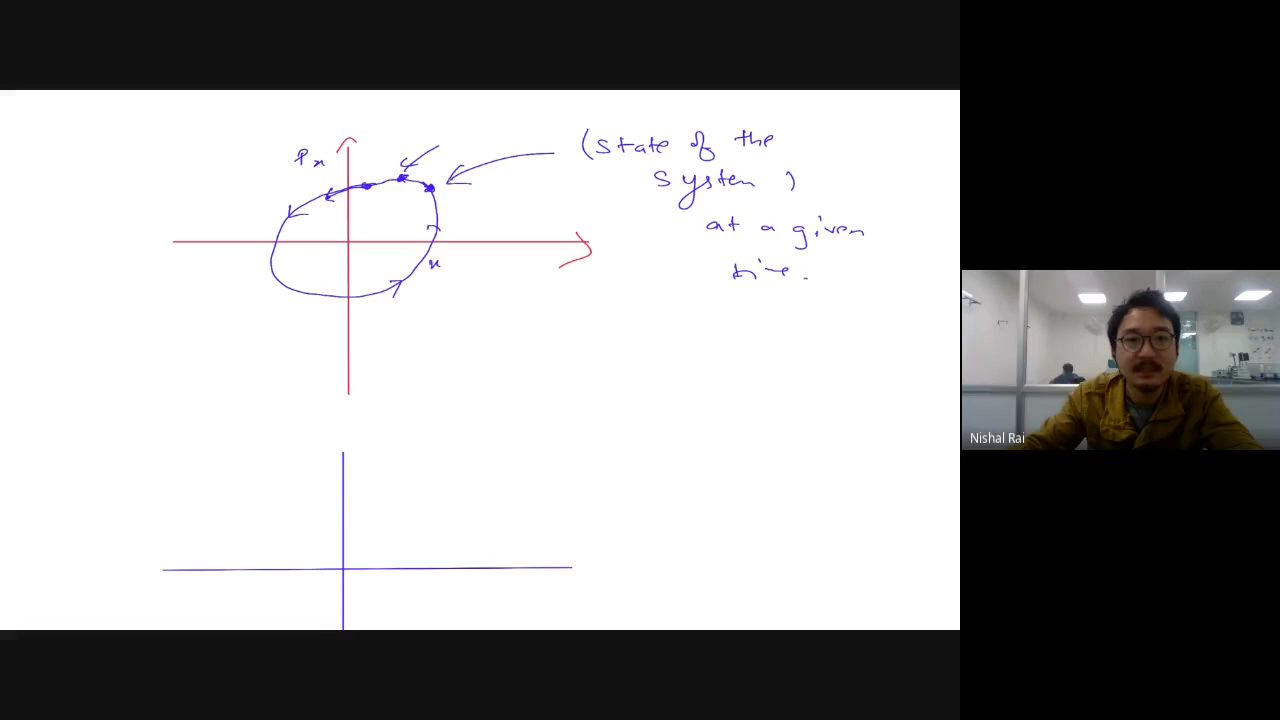 Px
(state of the
system)
at a given
time.
x
Nishal Rai